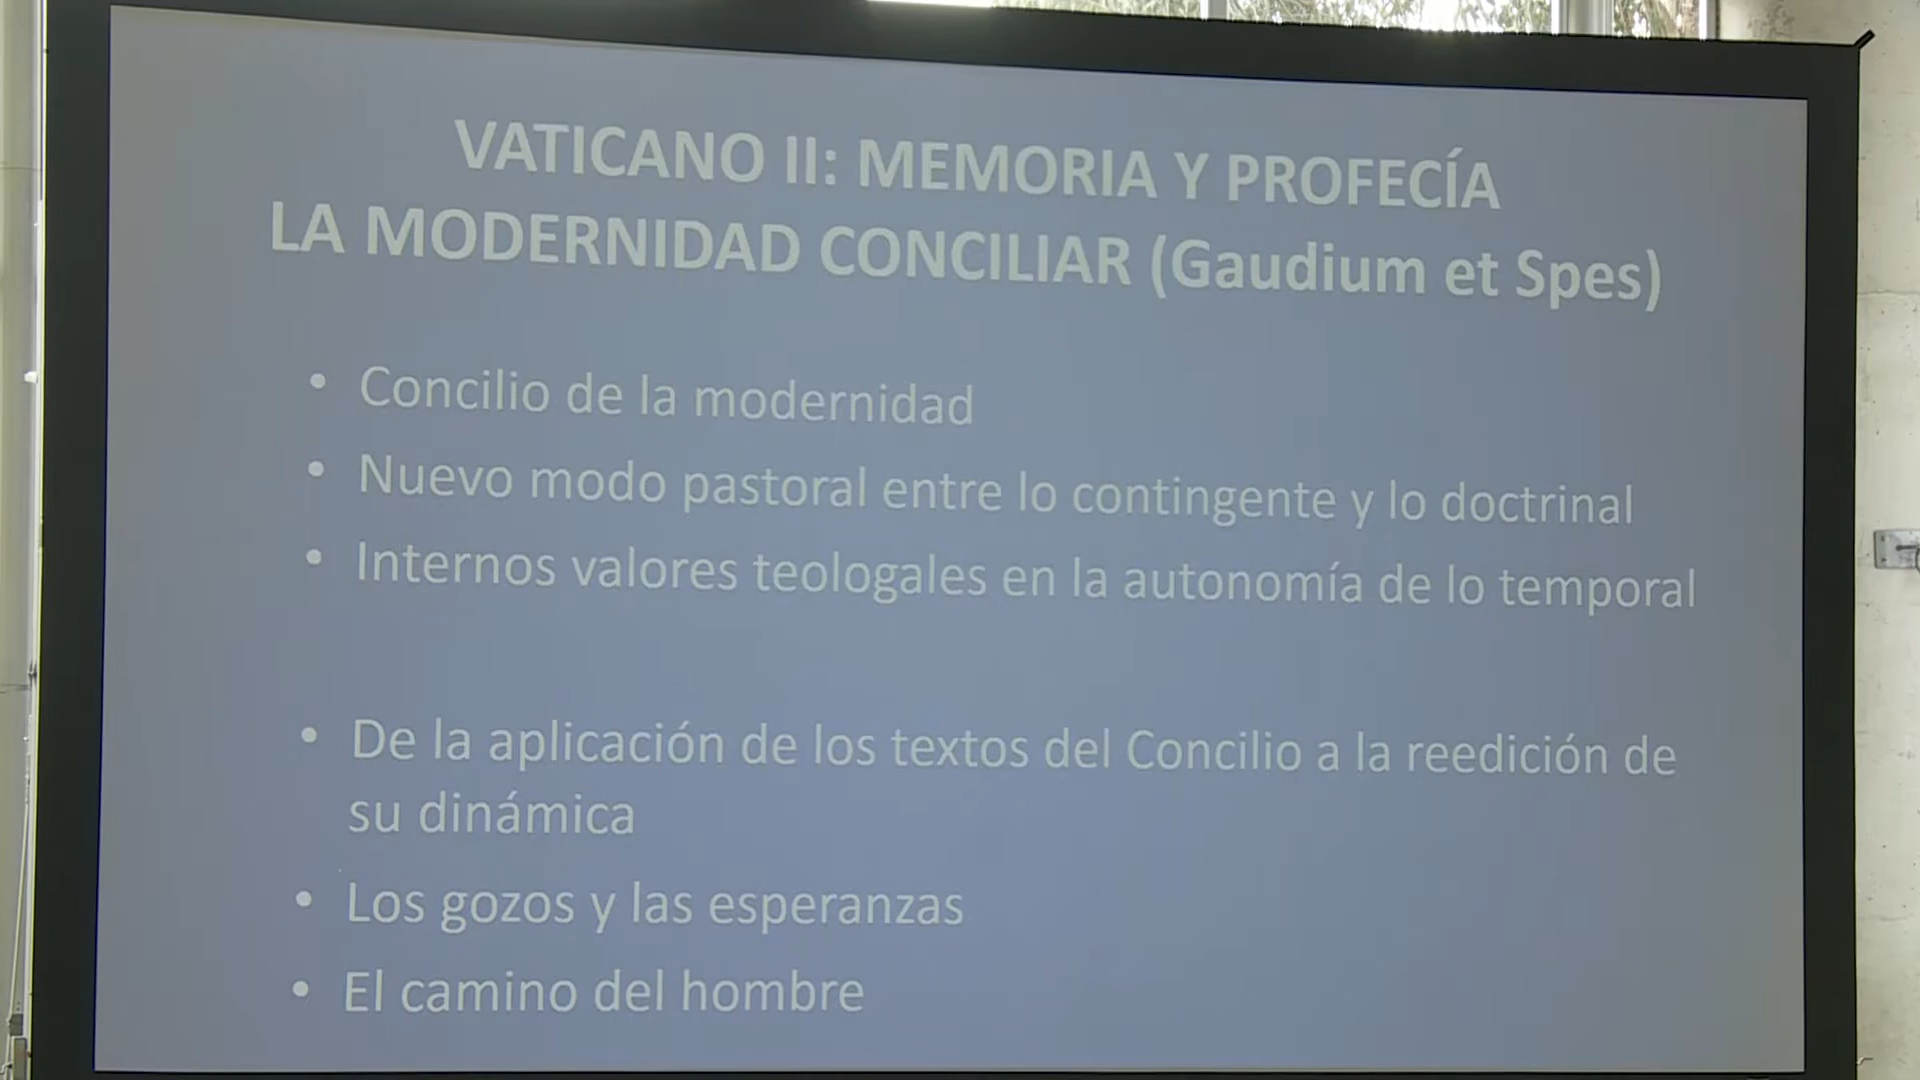 VATICANO II: MEMORIA Y PROFECÍA
LA MODERNIDAD CONCILIAR (Gaudium et Spes)
• Concilio de la modernidad
• Nuevo modo pastoral entre lo contingente y lo doctrinal
• Internos valores teologales en la autonomía de lo temporal
• De la aplicación de los textos del Concilio a la reedición de
su dinámica
• Los gozos y las esperanzas
• El camino del hombre